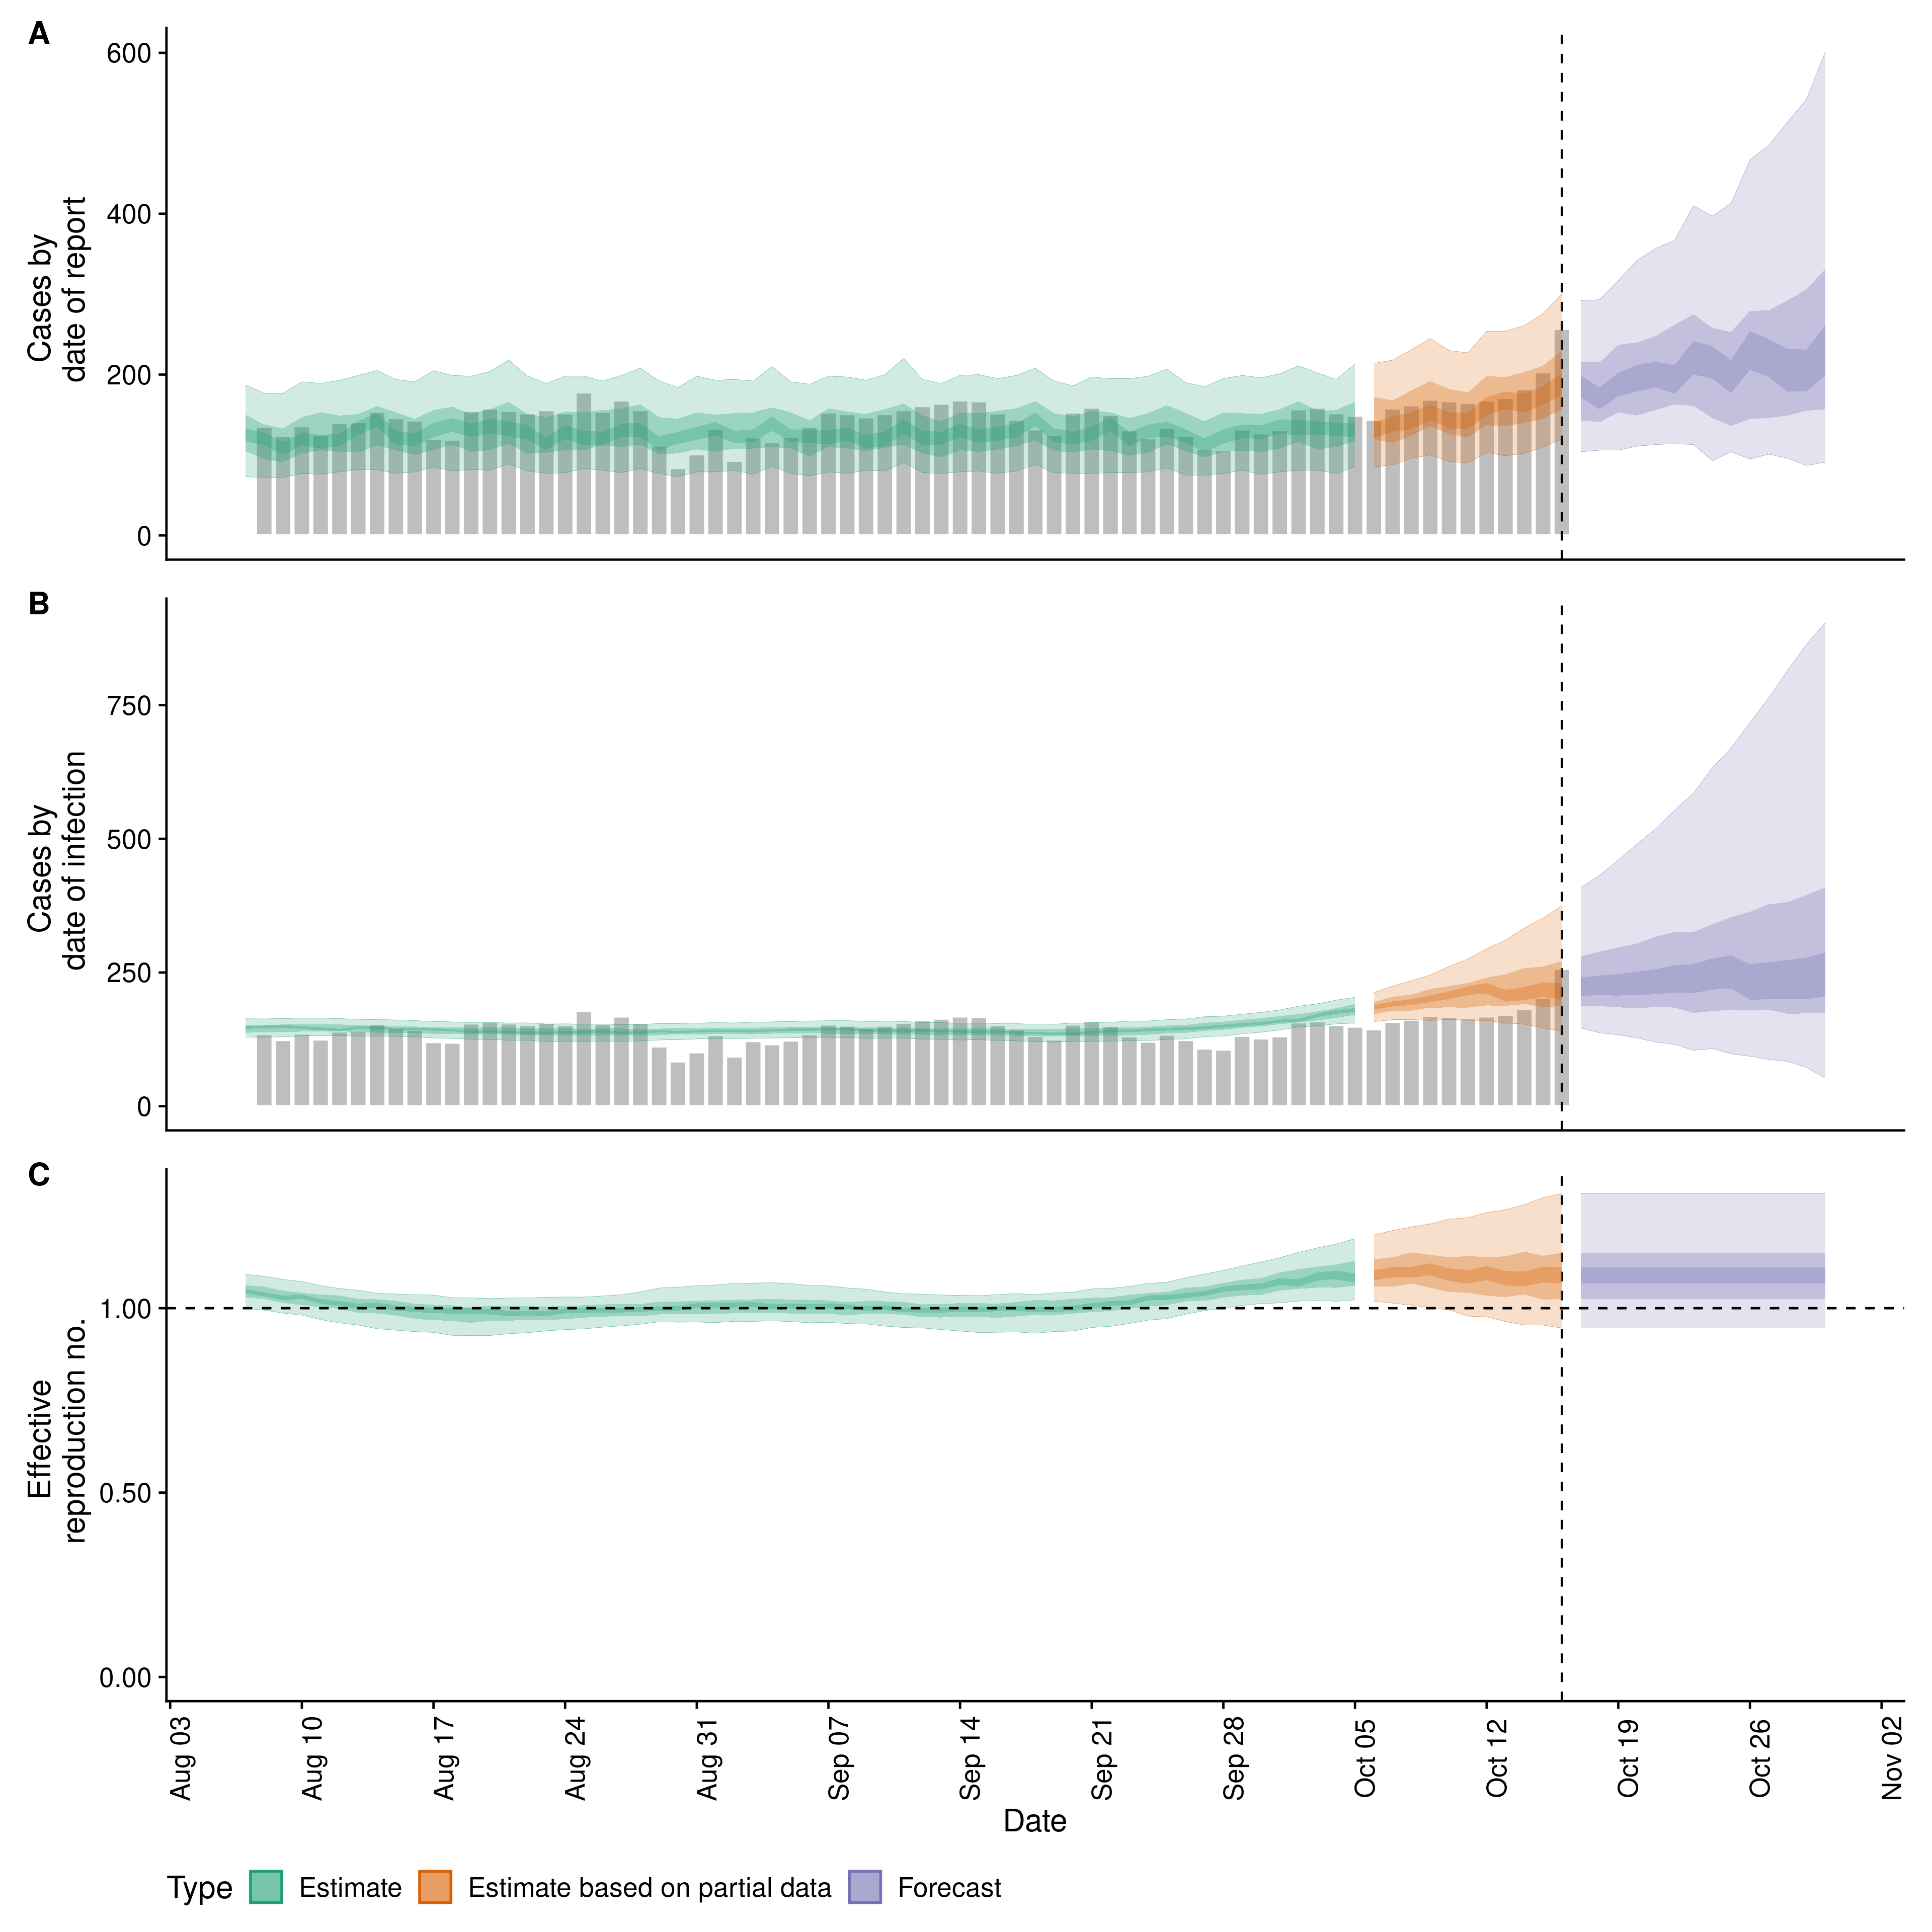 A
600
400
200
0
Cases by
date of report
B
750
500
250
0
Cases by
date of infection
C
1.00
0.50
0.00
Effective
reproduction no.
Aug 03
Aug 10
Aug 17
Aug 24
Aug 31
Sep 07
Sep 14
Sep 21
Sep 28
Oct 05
Oct 12
Oct 19
Oct 26
Nov 02
Date
Type Estimate Estimate based on partial data Forecast